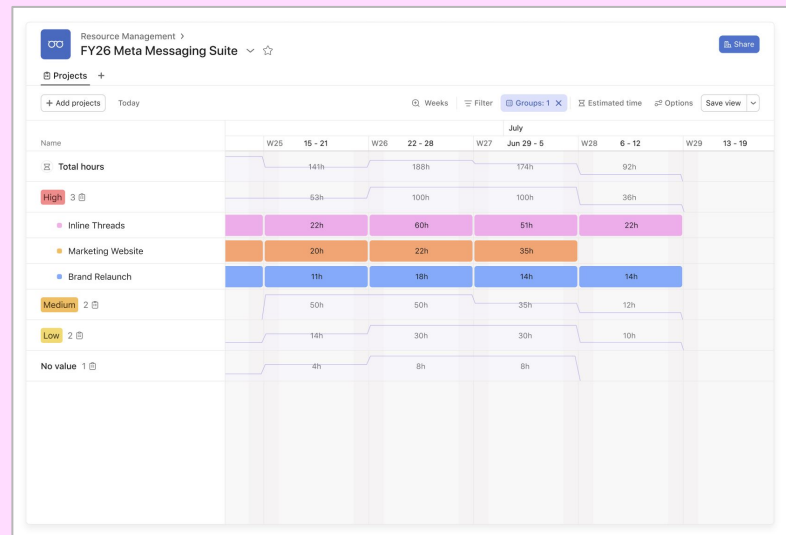 Resource Management >
FY26 Meta Messaging Suite
Share
Projects +
+ Add projects Today Weeks Filter Groups: 1 X Estimated time Options Save view
July
Name W25 15 - 21 W26 22 - 28 W27 Jun 29 - 5 W28 6 - 12 W29 13 - 19
Total hours 141h 188h 174h 92h
High 3 53h 100h 100h 36h
Inline Threads 22h 60h 51h 22h
Marketing Website 20h 22h 35h
Brand Relaunch 11h 18h 14h 14h
Medium 2 50h 50h 35h 12h
Low 2 14h 30h 30h 10h
No value 1 4h 8h 8h